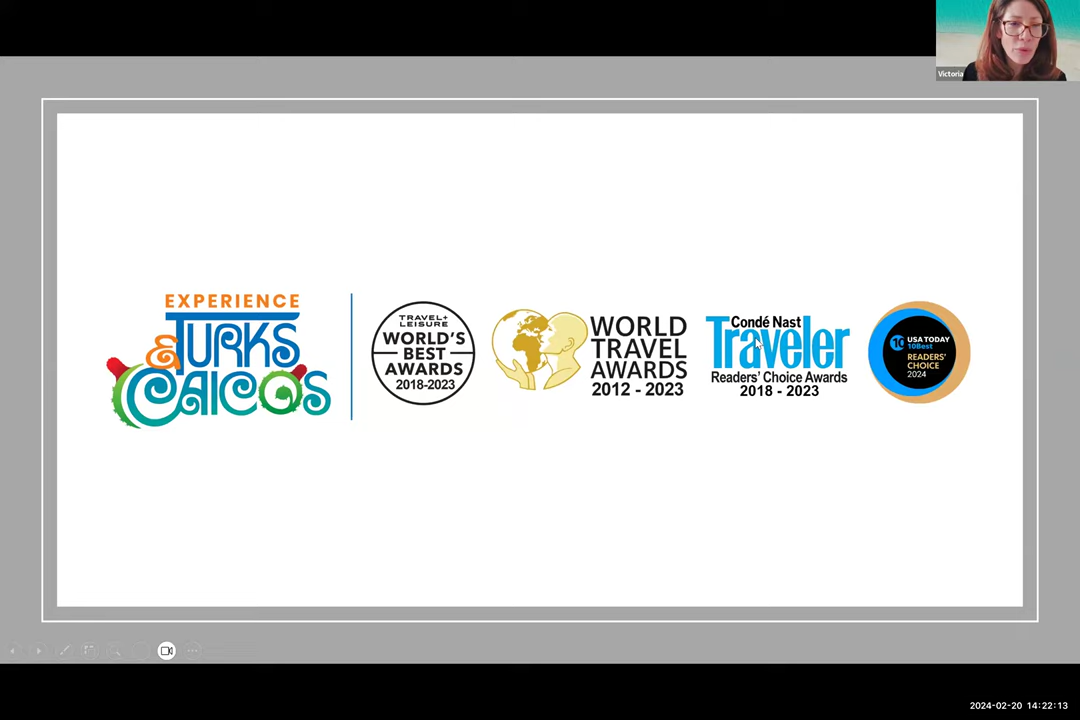 Victoria
EXPERIENCE
TURKS
& CAICOS
TRAVEL+
LEISURE
WORLD'S
BEST
AWARDS
2018-2023
WORLD
TRAVEL
AWARDS
2012 - 2023
Condé Nast
Traveler
Readers' Choice Awards
2018 - 2023
10 USA TODAY
10Best
READERS'
CHOICE
2024
2024-02-20 14:22:13